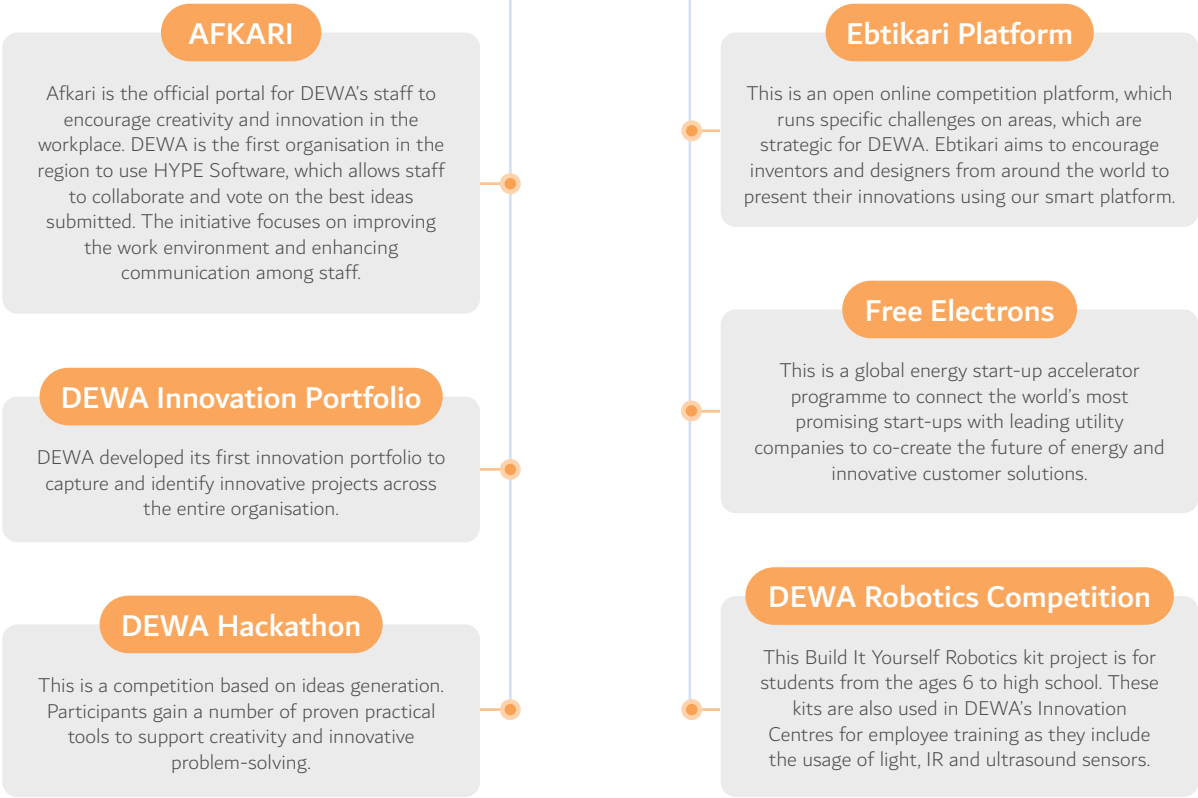 AFKARI
Afkari is the official portal for DEWA's staff to
encourage creativity and innovation in the
workplace. DEWA is the first organisation in the
region to use HYPE Software, which allows staff
to collaborate and vote on the best ideas
submitted. The initiative focuses on improving
the work environment and enhancing
communication among staff.
DEWA Innovation Portfolio
DEWA developed its first innovation portfolio to
capture and identify innovative projects across
the entire organisation.
DEWA Hackathon
This is a competition based on ideas generation.
Participants gain a number of proven practical
tools to support creativity and innovative
problem-solving.
Ebtikari Platform
This is an open online competition platform, which
runs specific challenges on areas, which are
strategic for DEWA. Ebtikari aims to encourage
inventors and designers from around the world to
present their innovations using our smart platform.
Free Electrons
This is a global energy start-up accelerator
programme to connect the world's most
promising start-ups with leading utility
companies to co-create the future of energy and
innovative customer solutions.
DEWA Robotics Competition
This Build It Yourself Robotics kit project is for
students from the ages 6 to high school. These
kits are also used in DEWA's Innovation
Centres for employee training as they include
the usage of light, IR and ultrasound sensors.